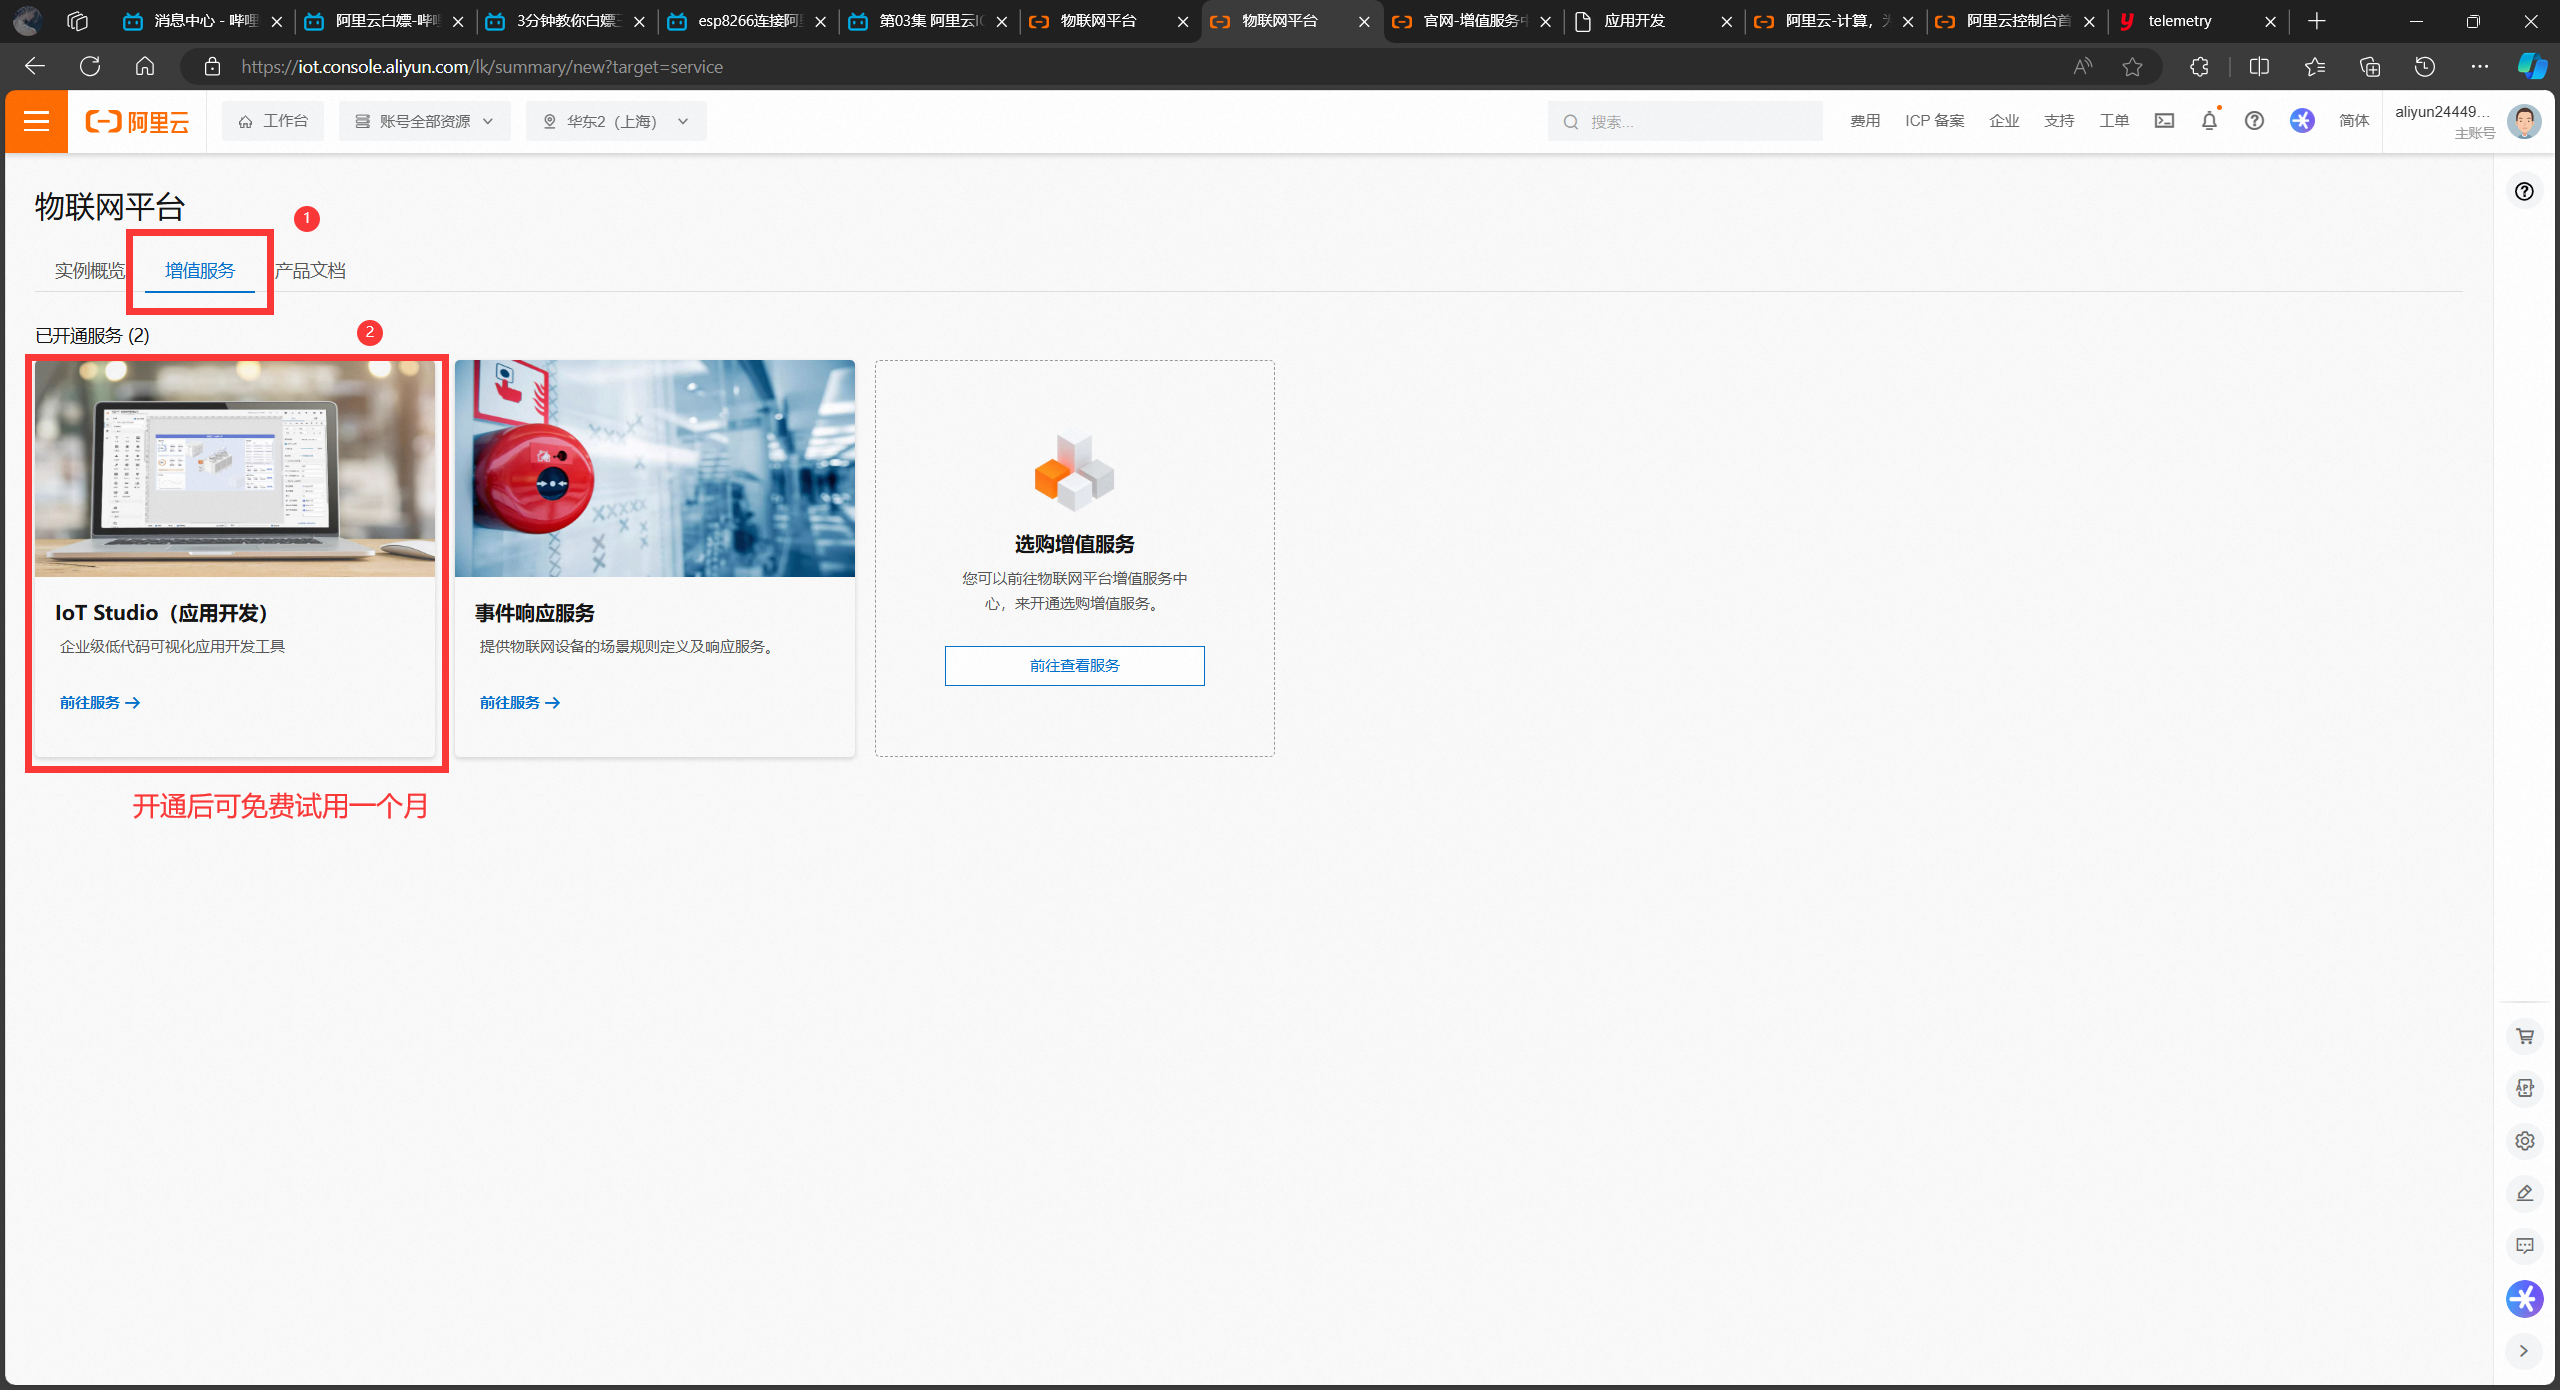 消息中心 - 哔哩
阿里云白嫖-哔哩
3分钟教你白嫖
esp8266连接阿里
第03集 阿里云IO
物联网平台
物联网平台
官网-增值服务中
应用开发
阿里云-计算，为
阿里云控制台首
telemetry
https://iot.console.aliyun.com/lk/summary/new?target=service
阿里云
工作台
账号全部资源
华东2（上海）
搜索...
费用
ICP 备案
企业
支持
工单
简体
aliyun24449...
主账号
物联网平台
1
实例概览
增值服务
产品文档
已开通服务 (2)
2
IoT Studio（应用开发）
企业级低代码可视化应用开发工具
前往服务
事件响应服务
提供物联网设备的场景规则定义及响应服务。
前往服务
选购增值服务
您可以前往物联网平台增值服务中
心，来开通选购增值服务。
前往查看服务
开通后可免费试用一个月
APP